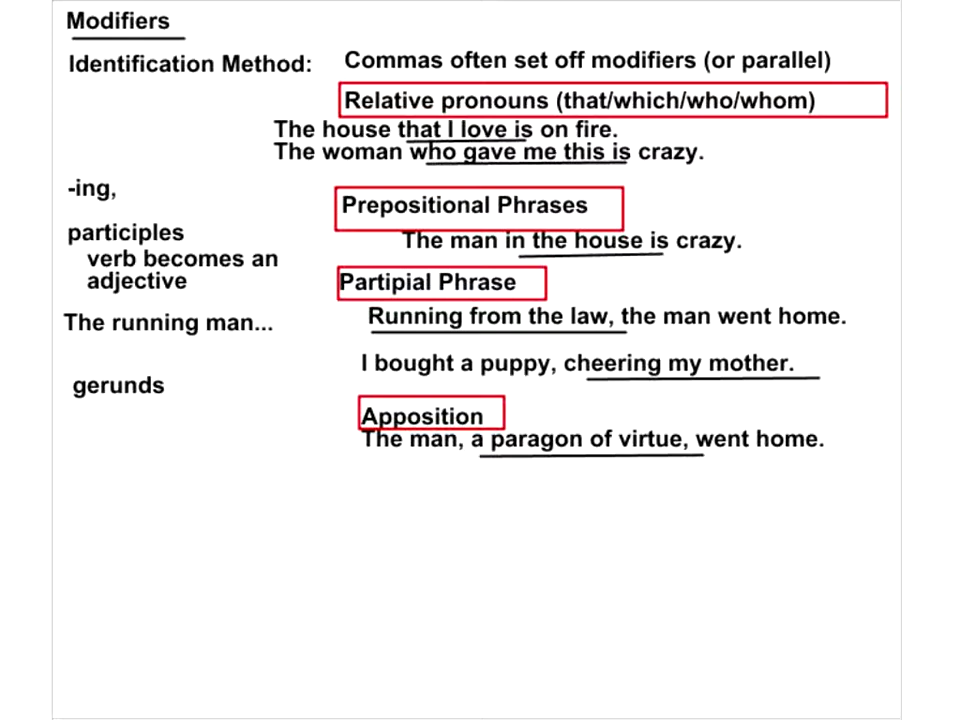 Modifiers
Identification Method:
Commas often set off modifiers (or parallel)
Relative pronouns (that/which/who/whom)
The house that I love is on fire.
The woman who gave me this is crazy.
-ing,
Prepositional Phrases
participles
The man in the house is crazy.
verb becomes an
adjective
Partipial Phrase
The running man...
Running from the law, the man went home.
I bought a puppy, cheering my mother.
gerunds
Apposition
The man, a paragon of virtue, went home.